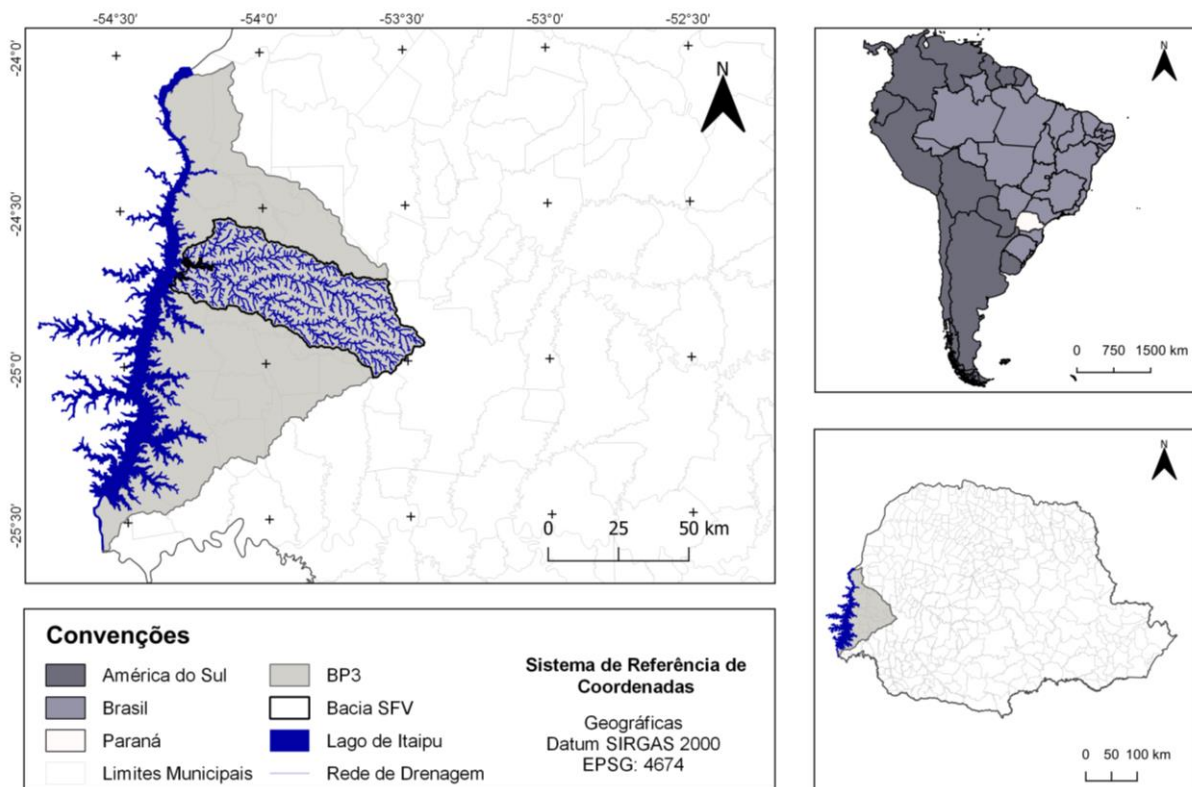 -54°30' -54°0' -53°30' -53°0' -52°30'
-24°0'
N
-24°30'
-25°0'
0 25 50 km
-25°30'
N
0 750 1500 km
N
0 50 100 km
Convenções
América do Sul
Brasil
Paraná
Limites Municipais
BP3
Bacia SFV
Lago de Itaipu
Rede de Drenagem
Sistema de Referência de
Coordenadas
Geográficas
Datum SIRGAS 2000
EPSG: 4674